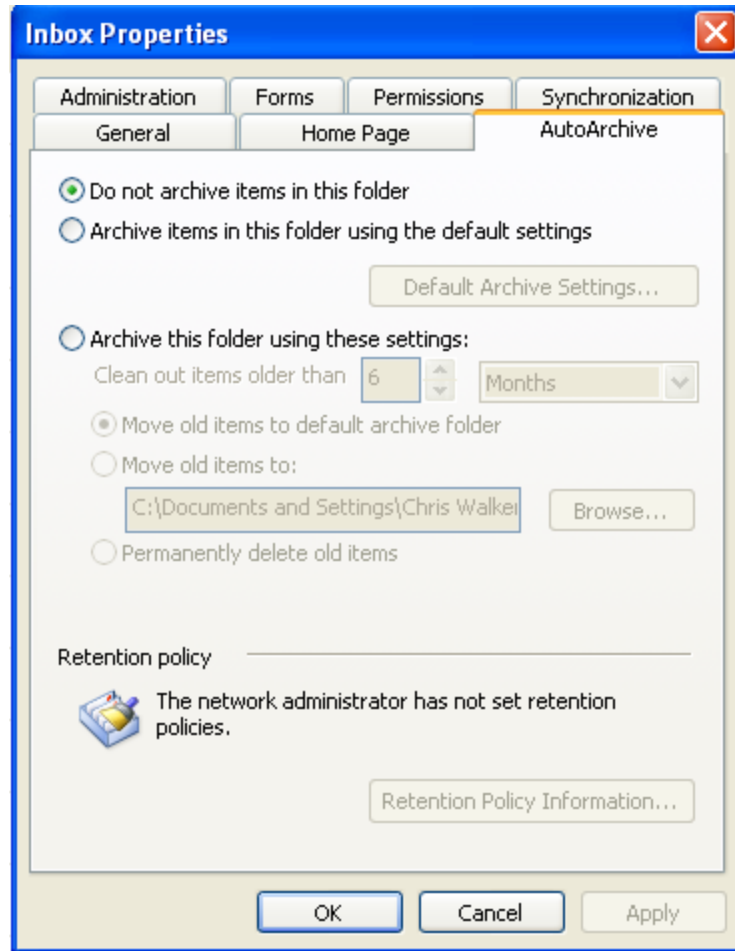 Inbox Properties
Administration Forms Permissions Synchronization
General Home Page AutoArchive
Do not archive items in this folder
Archive items in this folder using the default settings
Default Archive Settings...
Archive this folder using these settings:
Clean out items older than 6 Months
Move old items to default archive folder
Move old items to:
C:\Documents and Settings\Chris Walker Browse...
Permanently delete old items
Retention policy
The network administrator has not set retention
policies.
Retention Policy Information...
OK Cancel Apply